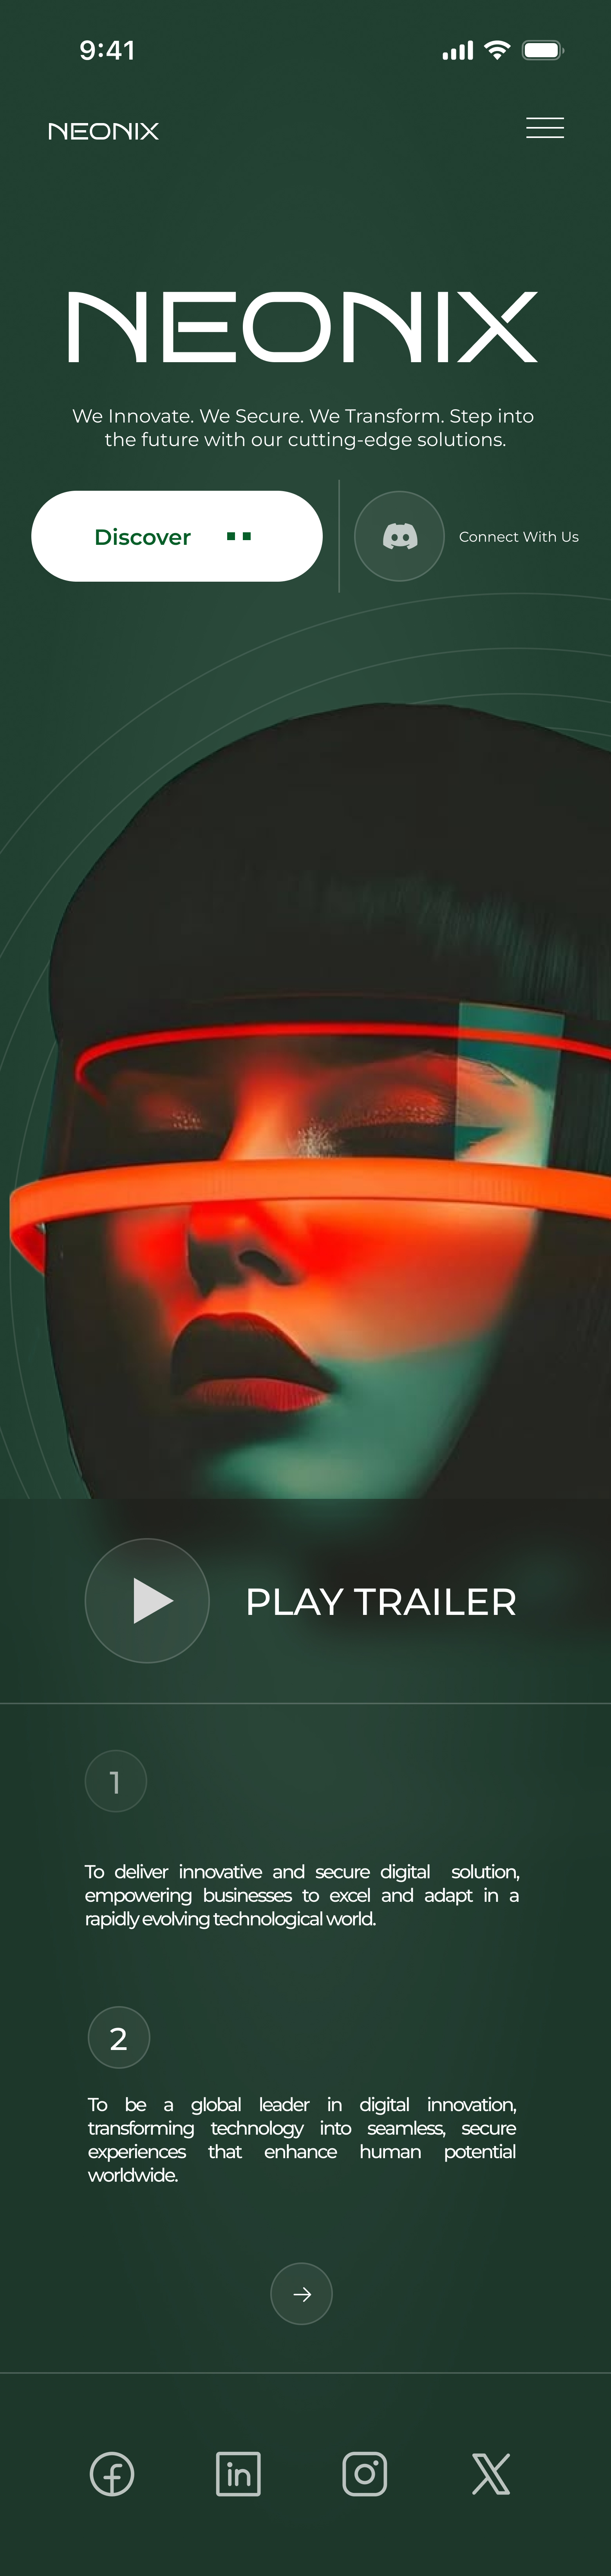 9:41
NEONIX
NEONIX
We Innovate. We Secure. We Transform. Step into
the future with our cutting-edge solutions.
Discover
Connect With Us
PLAY TRAILER
1
To deliver innovative and secure digital solution,
empowering businesses to excel and adapt in a
rapidly evolving technological world.
2
To be a global leader in digital innovation,
transforming technology into seamless, secure
experiences that enhance human potential
worldwide.